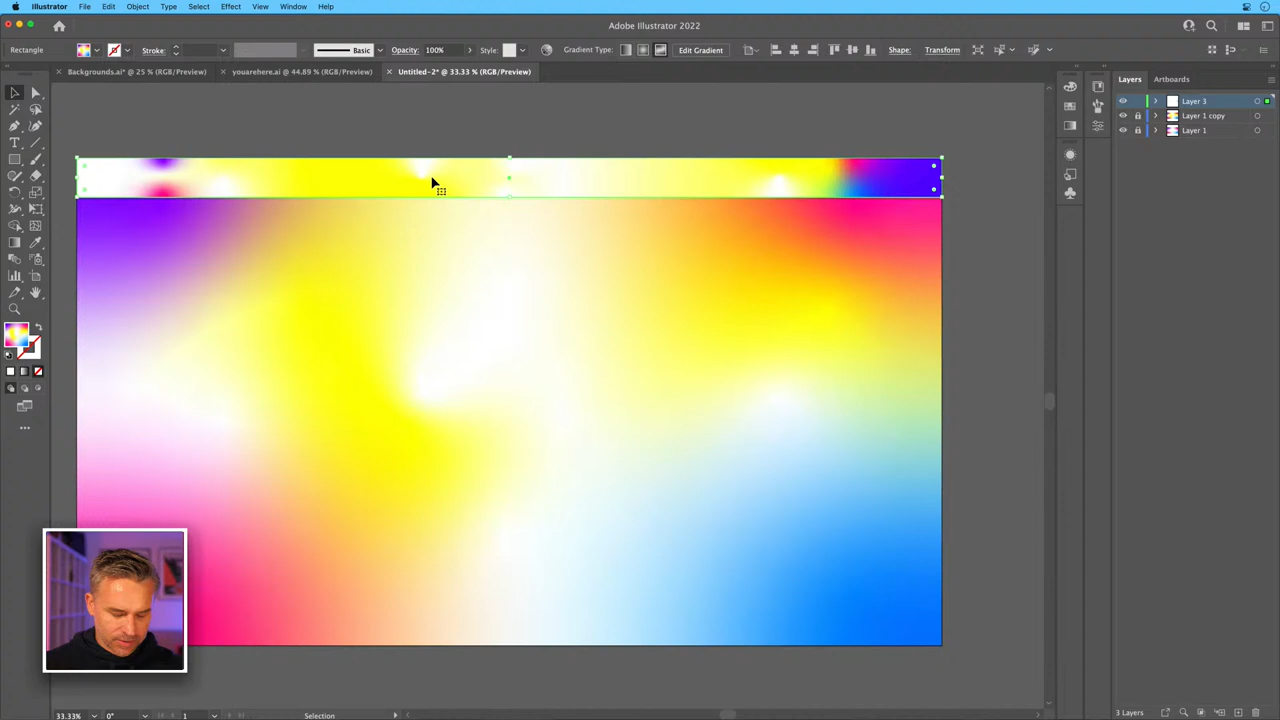 Illustrator File Edit Object Type Select Effect View Window Help
Adobe Illustrator 2022
Rectangle Stroke: Basic Opacity: 100% Style: Gradient Type: Edit Gradient Shape: Transform
Backgrounds.ai* @ 25 % (RGB/Preview) youarehere.ai @ 44.89 % (RGB/Preview) Untitled-2* @ 33.33 % (RGB/Preview)
Layers Artboards
Layer 3
Layer 1 copy
Layer 1
33.33% 0° 1 Selection
3 Layers